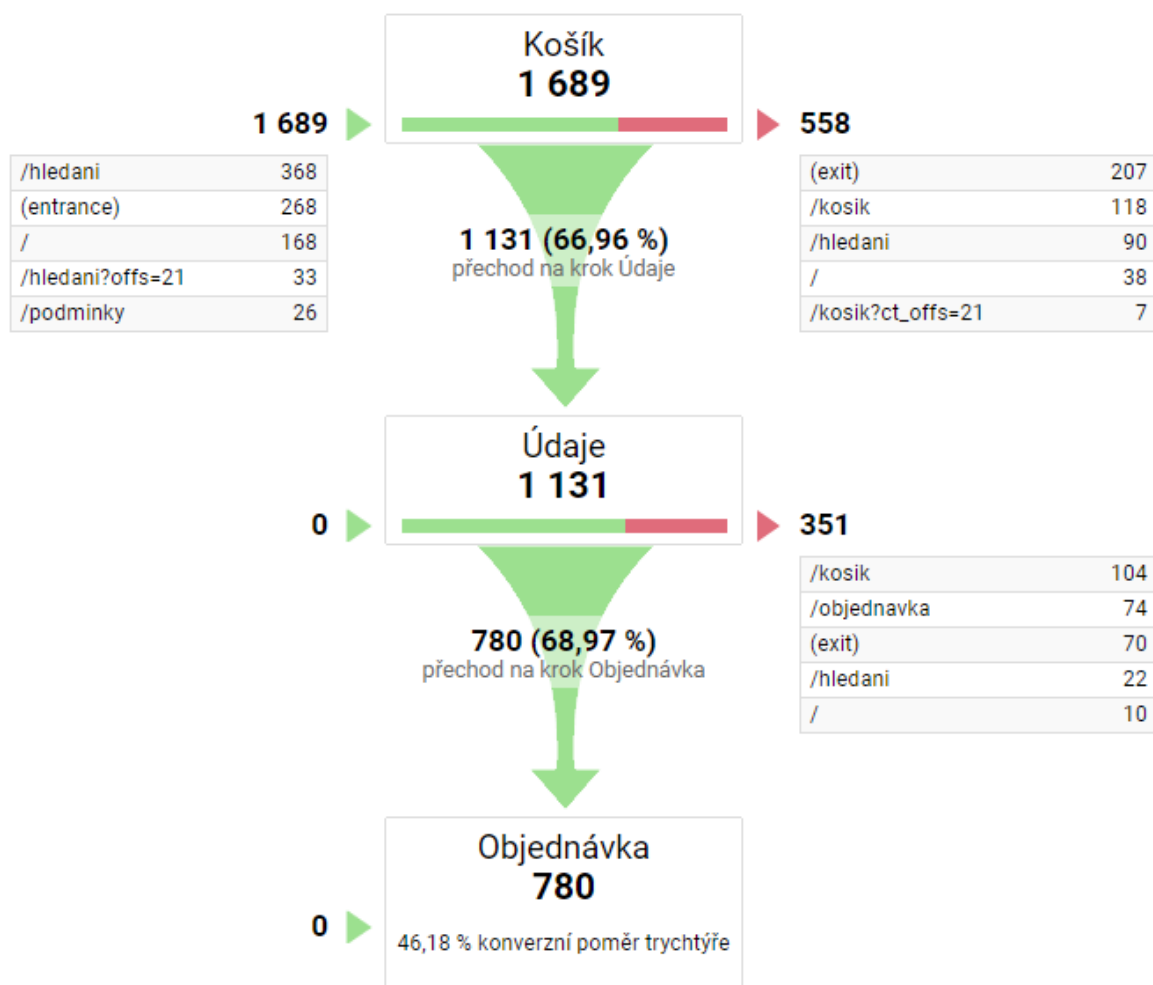 Košík
1 689
1 689
558
/hledani 368
(entrance) 268
/ 168
/hledani?offs=21 33
/podminky 26
(exit) 207
/kosik 118
/hledani 90
/ 38
/kosik?ct_offs=21 7
1 131 (66,96 %)
přechod na krok Údaje
Údaje
1 131
0
351
/kosik 104
/objednavka 74
(exit) 70
/hledani 22
/ 10
780 (68,97 %)
přechod na krok Objednávka
Objednávka
780
0
46,18 % konverzní poměr trychtýře